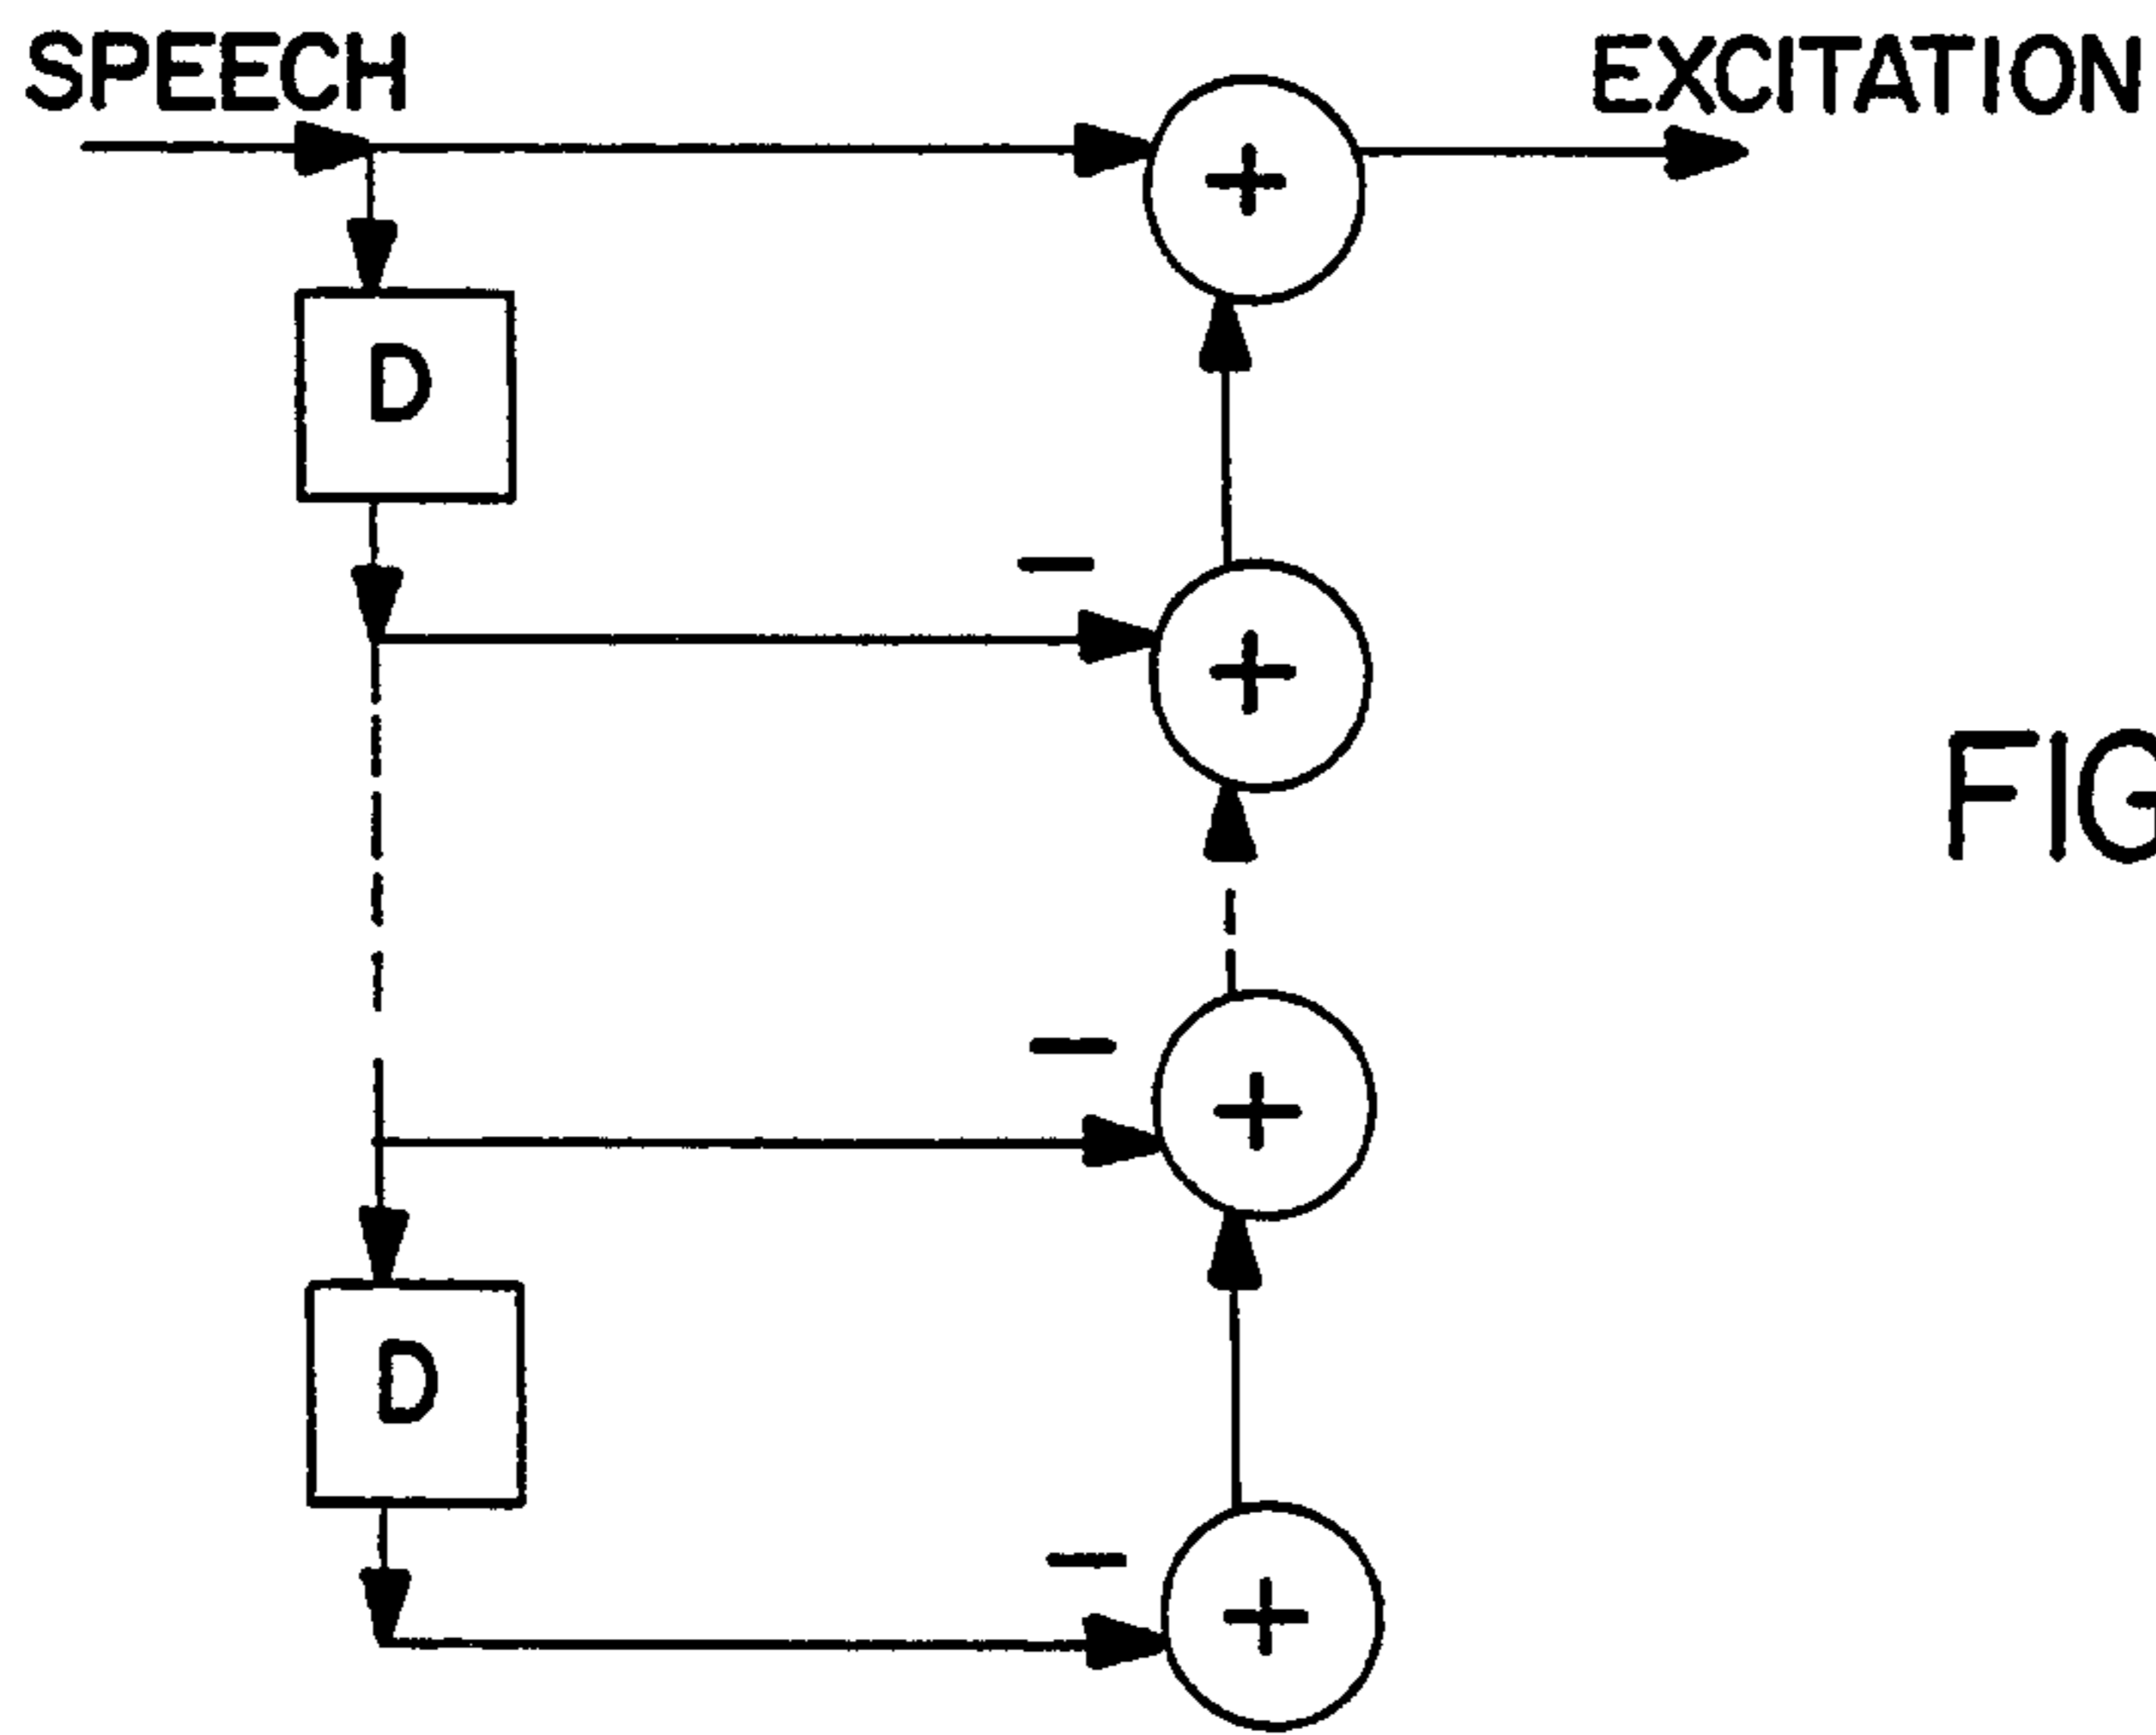 SPEECH
EXCITATION
+
D
−
+
−
+
D
−
+
FIG